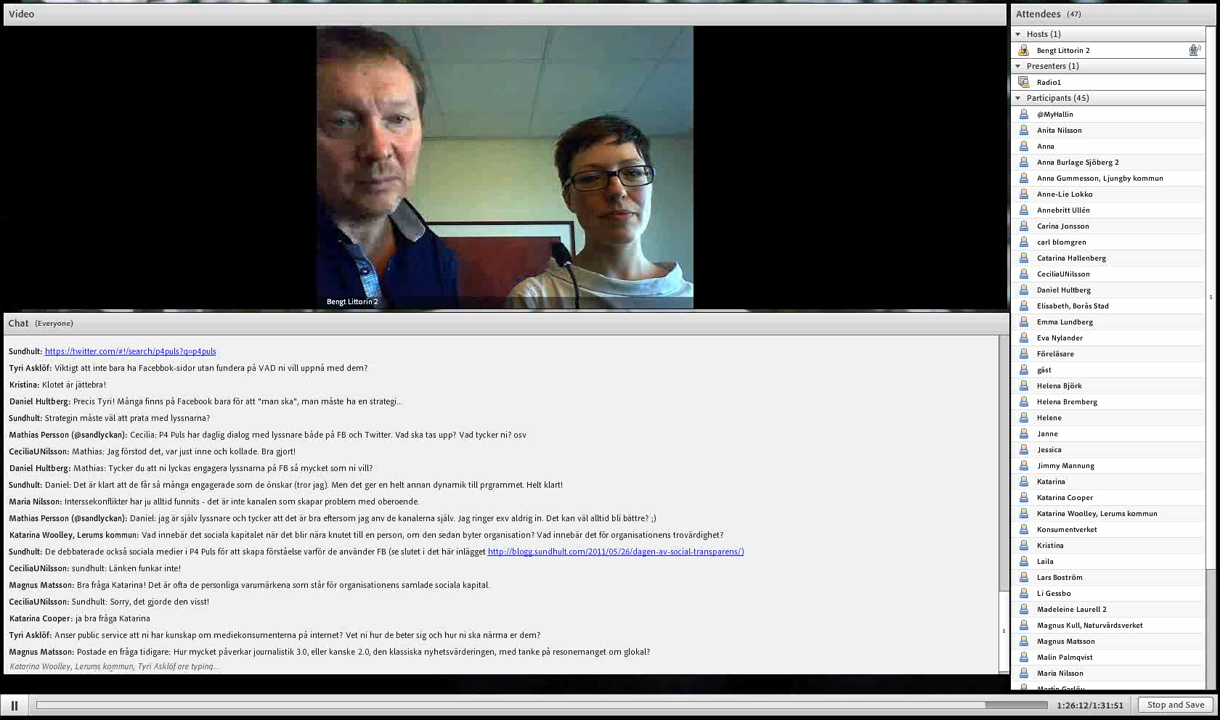 Video
Bengt Littorin 2
Chat (Everyone)
Sundhult: https://twitter.com/#!/search/p4puls?q=p4puls
Tyri Asklöf: Viktigt att inte bara ha Facebbok-sidor utan fundera på VAD ni vill uppnå med dem?
Kristina: Klotet är jättebra!
Daniel Hultberg: Precis Tyri! Många finns på Facebook bara för att "man ska", man måste ha en strategi...
Sundhult: Strategin måste väl att prata med lyssnarna?
Mathias Persson (@sandlyckan): Cecilia: P4 Puls har daglig dialog med lyssnare både på FB och Twitter. Vad ska tas upp? Vad tycker ni? osv
CeciliaUNilsson: Mathias: Jag förstod det, var just inne och kollade. Bra gjort!
Daniel Hultberg: Mathias: Tycker du att ni lyckas engagera lyssnarna på FB så mycket som ni vill?
Sundhult: Daniel: Det är klart att de får så många engagerade som de önskar (tror jag). Men det ger en helt annan dynamik till prgrammet. Helt klart!
Maria Nilsson: Interssekonflikter har ju alltid funnits - det är inte kanalen som skapar problem med oberoende.
Mathias Persson (@sandlyckan): Daniel: jag är själv lyssnare och tycker att det är bra eftersom jag anv de kanalerna själv. Jag ringer exv aldrig in. Det kan väl alltid bli bättre? ;)
Katarina Woolley, Lerums kommun: Vad innebär det sociala kapitalet när det blir nära knutet till en person, om den sedan byter organisation? Vad innebär det för organisationens trovärdighet?
Sundhult: De debbaterade också sociala medier i P4 Puls för att skapa förståelse varför de använder FB (se slutet i det här inlägget http://blogg.sundhult.com/2011/05/26/dagen-av-social-transparens/)
CeciliaUNilsson: sundhult: Länken funkar inte!
Magnus Matsson: Bra fråga Katarina! Det är ofta de personliga varumärkena som står för organisationens samlade sociala kapital.
CeciliaUNilsson: Sundhult: Sorry, det gjorde den visst!
Katarina Cooper: ja bra fråga Katarina
Tyri Asklöf: Anser public service att ni har kunskap om mediekonsumenterna på internet? Vet ni hur de beter sig och hur ni ska närma er dem?
Magnus Matsson: Postade en fråga tidigare: Hur mycket påverkar journalistik 3.0, eller kanske 2.0, den klassiska nyhetsvärderingen, med tanke på resonemanget om glokal?
Katarina Woolley, Lerums kommun, Tyri Asklöf are typing...
Attendees (47)
Hosts (1)
Bengt Littorin 2
Presenters (1)
Radio1
Participants (45)
@MyHallin
Anita Nilsson
Anna
Anna Burlage Sjöberg 2
Anna Gummesson, Ljungby kommun
Anne-Lie Lokko
Annebritt Ullén
Carina Jonsson
carl blomgren
Catarina Hallenberg
CeciliaUNilsson
Daniel Hultberg
Elisabeth, Borås Stad
Emma Lundberg
Eva Nylander
Föreläsare
gäst
Helena Björk
Helena Bremberg
Helene
Janne
Jessica
Jimmy Mannung
Katarina
Katarina Cooper
Katarina Woolley, Lerums kommun
Konsumentverket
Kristina
Laila
Lars Boström
Li Gessbo
Madeleine Laurell 2
Magnus Kull, Naturvårdsverket
Magnus Matsson
Malin Palmqvist
Maria Nilsson
1:26:12/1:31:51
Stop and Save